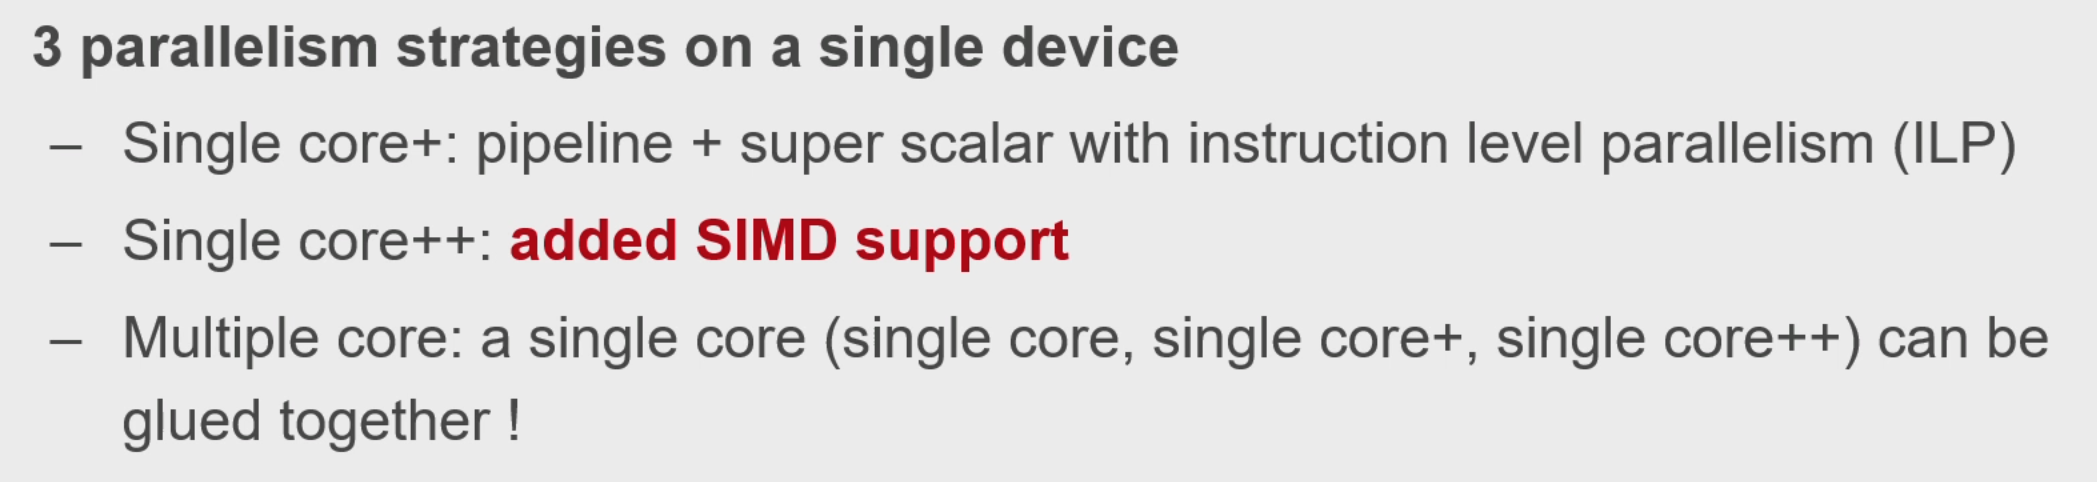 3 parallelism strategies on a single device
– Single core+: pipeline + super scalar with instruction level parallelism (ILP)
– Single core++: added SIMD support
– Multiple core: a single core (single core, single core+, single core++) can be
glued together !